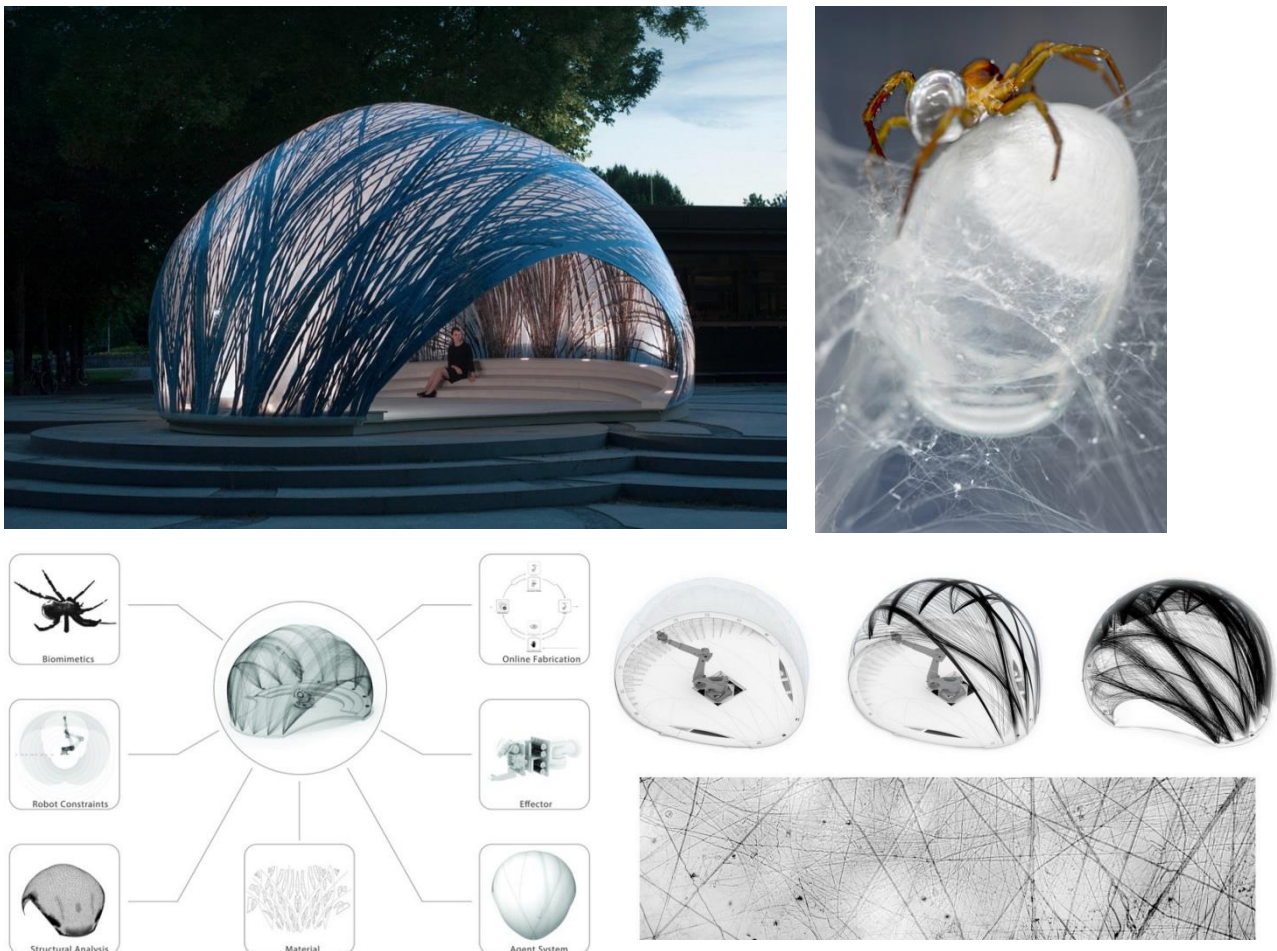 Biomimetics
Online Fabrication
Robot Constraints
Effector
Structural Analysis
Material
Agent System